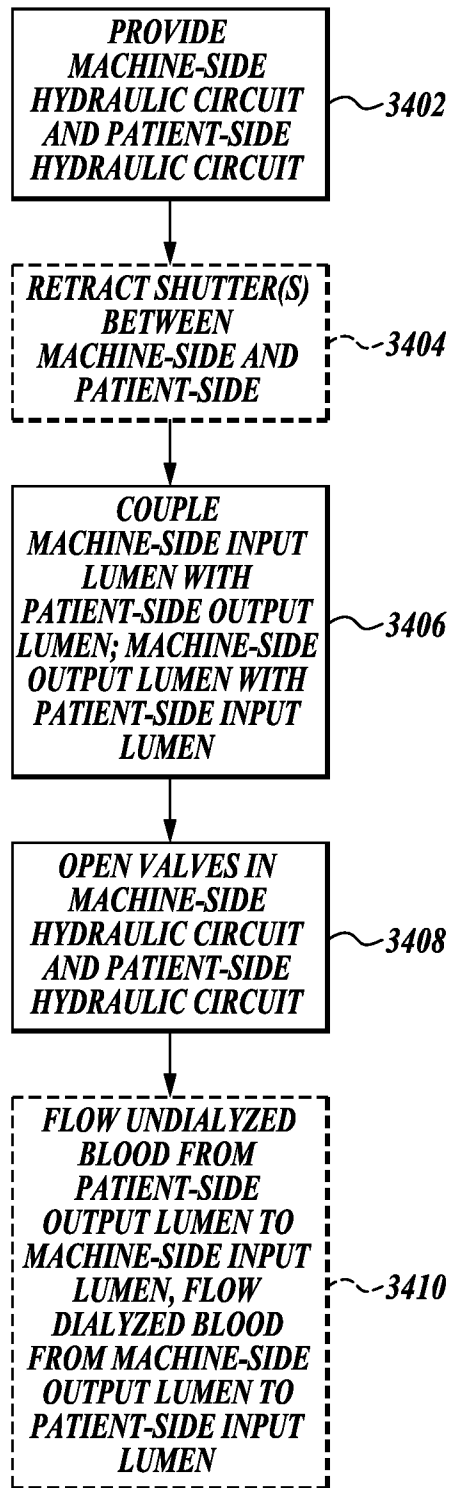 PROVIDE
MACHINE-SIDE
HYDRAULIC CIRCUIT
AND PATIENT-SIDE
HYDRAULIC CIRCUIT
3402
RETRACT SHUTTER(S)
BETWEEN
MACHINE-SIDE AND
PATIENT-SIDE
3404
COUPLE
MACHINE-SIDE INPUT
LUMEN WITH
PATIENT-SIDE OUTPUT
LUMEN; MACHINE-SIDE
OUTPUT LUMEN WITH
PATIENT-SIDE INPUT
LUMEN
3406
OPEN VALVES IN
MACHINE-SIDE
HYDRAULIC CIRCUIT
AND PATIENT-SIDE
HYDRAULIC CIRCUIT
3408
FLOW UNDIALYZED
BLOOD FROM
PATIENT-SIDE
OUTPUT LUMEN TO
MACHINE-SIDE INPUT
LUMEN, FLOW
DIALYZED BLOOD
FROM MACHINE-SIDE
OUTPUT LUMEN TO
PATIENT-SIDE INPUT
LUMEN
3410